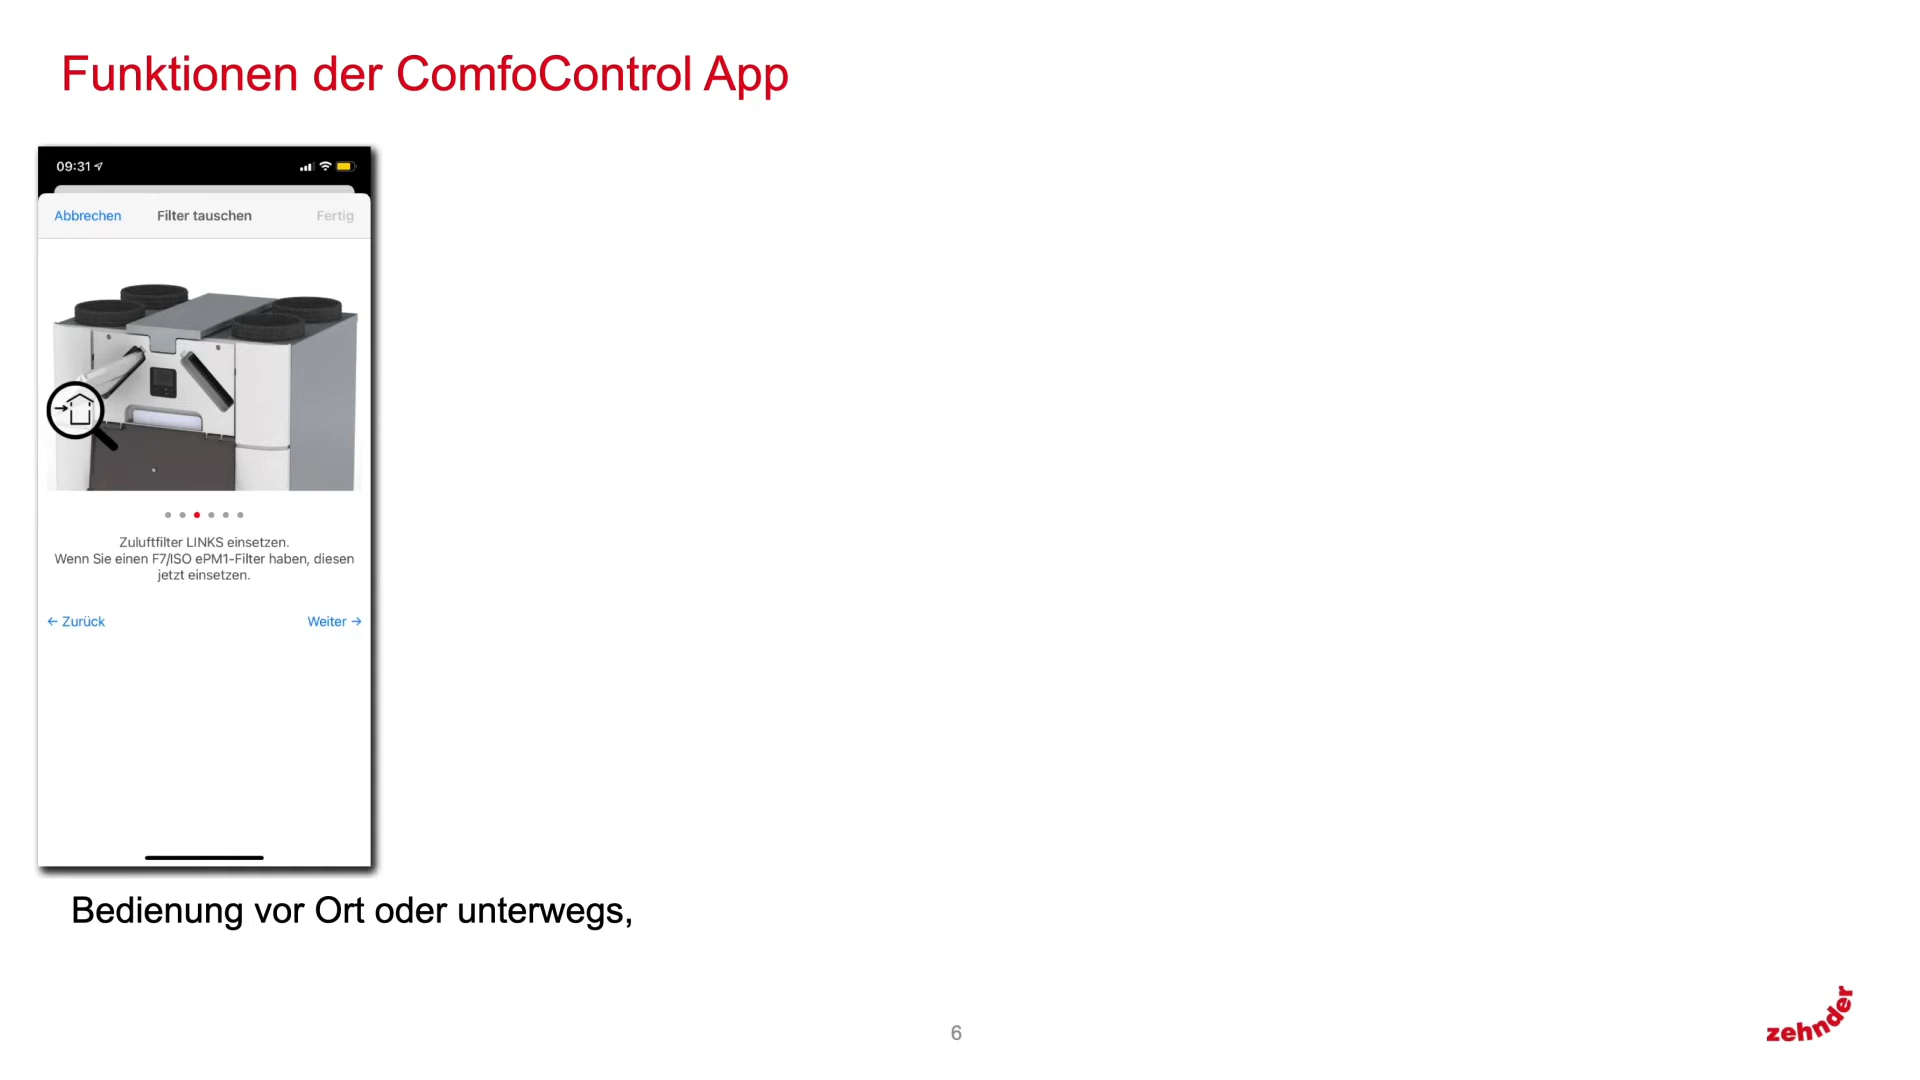 Funktionen der ComfoControl App
09:31
Abbrechen Filter tauschen Fertig
Zuluftfilter LINKS einsetzen.
Wenn Sie einen F7/ISO ePM1-Filter haben, diesen
jetzt einsetzen.
← Zurück Weiter →
Bedienung vor Ort oder unterwegs,
6
zehnder